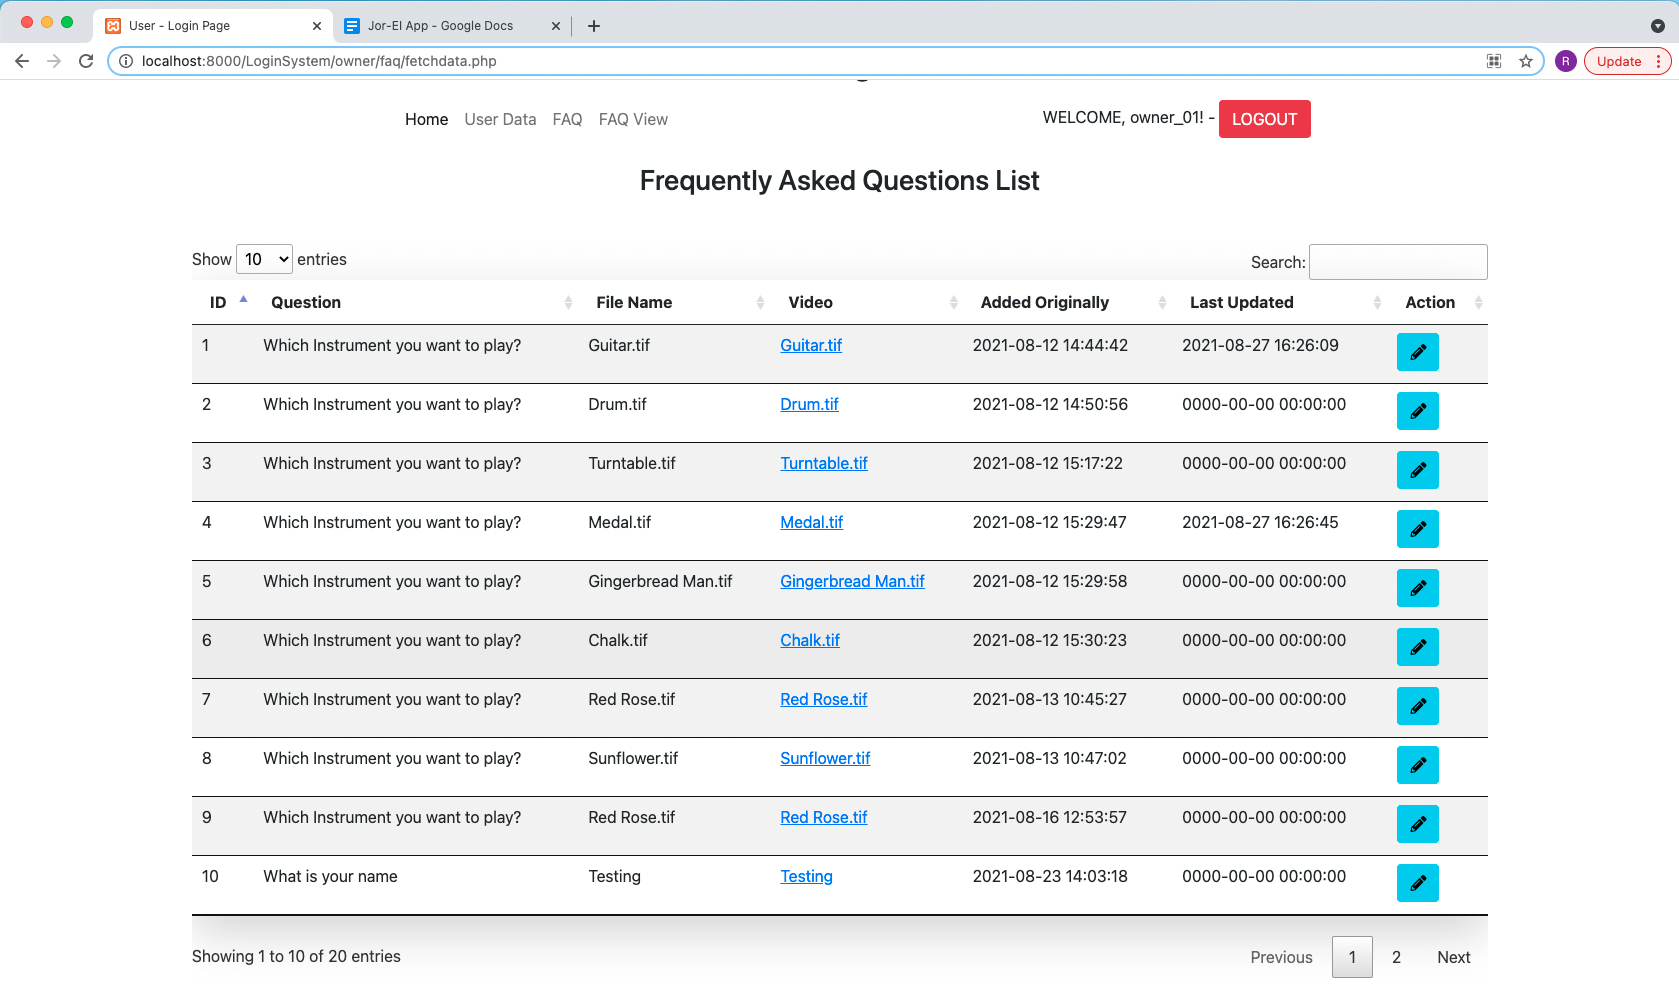 User - Login Page
Jor-El App - Google Docs
localhost:8000/LoginSystem/owner/faq/fetchdata.php
R
Update
Home User Data FAQ FAQ View
WELCOME, owner_01! - LOGOUT
Frequently Asked Questions List
Show 10 entries
Search:
ID Question File Name Video Added Originally Last Updated Action
1 Which Instrument you want to play? Guitar.tif Guitar.tif 2021-08-12 14:44:42 2021-08-27 16:26:09
2 Which Instrument you want to play? Drum.tif Drum.tif 2021-08-12 14:50:56 0000-00-00 00:00:00
3 Which Instrument you want to play? Turntable.tif Turntable.tif 2021-08-12 15:17:22 0000-00-00 00:00:00
4 Which Instrument you want to play? Medal.tif Medal.tif 2021-08-12 15:29:47 2021-08-27 16:26:45
5 Which Instrument you want to play? Gingerbread Man.tif Gingerbread Man.tif 2021-08-12 15:29:58 0000-00-00 00:00:00
6 Which Instrument you want to play? Chalk.tif Chalk.tif 2021-08-12 15:30:23 0000-00-00 00:00:00
7 Which Instrument you want to play? Red Rose.tif Red Rose.tif 2021-08-13 10:45:27 0000-00-00 00:00:00
8 Which Instrument you want to play? Sunflower.tif Sunflower.tif 2021-08-13 10:47:02 0000-00-00 00:00:00
9 Which Instrument you want to play? Red Rose.tif Red Rose.tif 2021-08-16 12:53:57 0000-00-00 00:00:00
10 What is your name Testing Testing 2021-08-23 14:03:18 0000-00-00 00:00:00
Showing 1 to 10 of 20 entries
Previous 1 2 Next